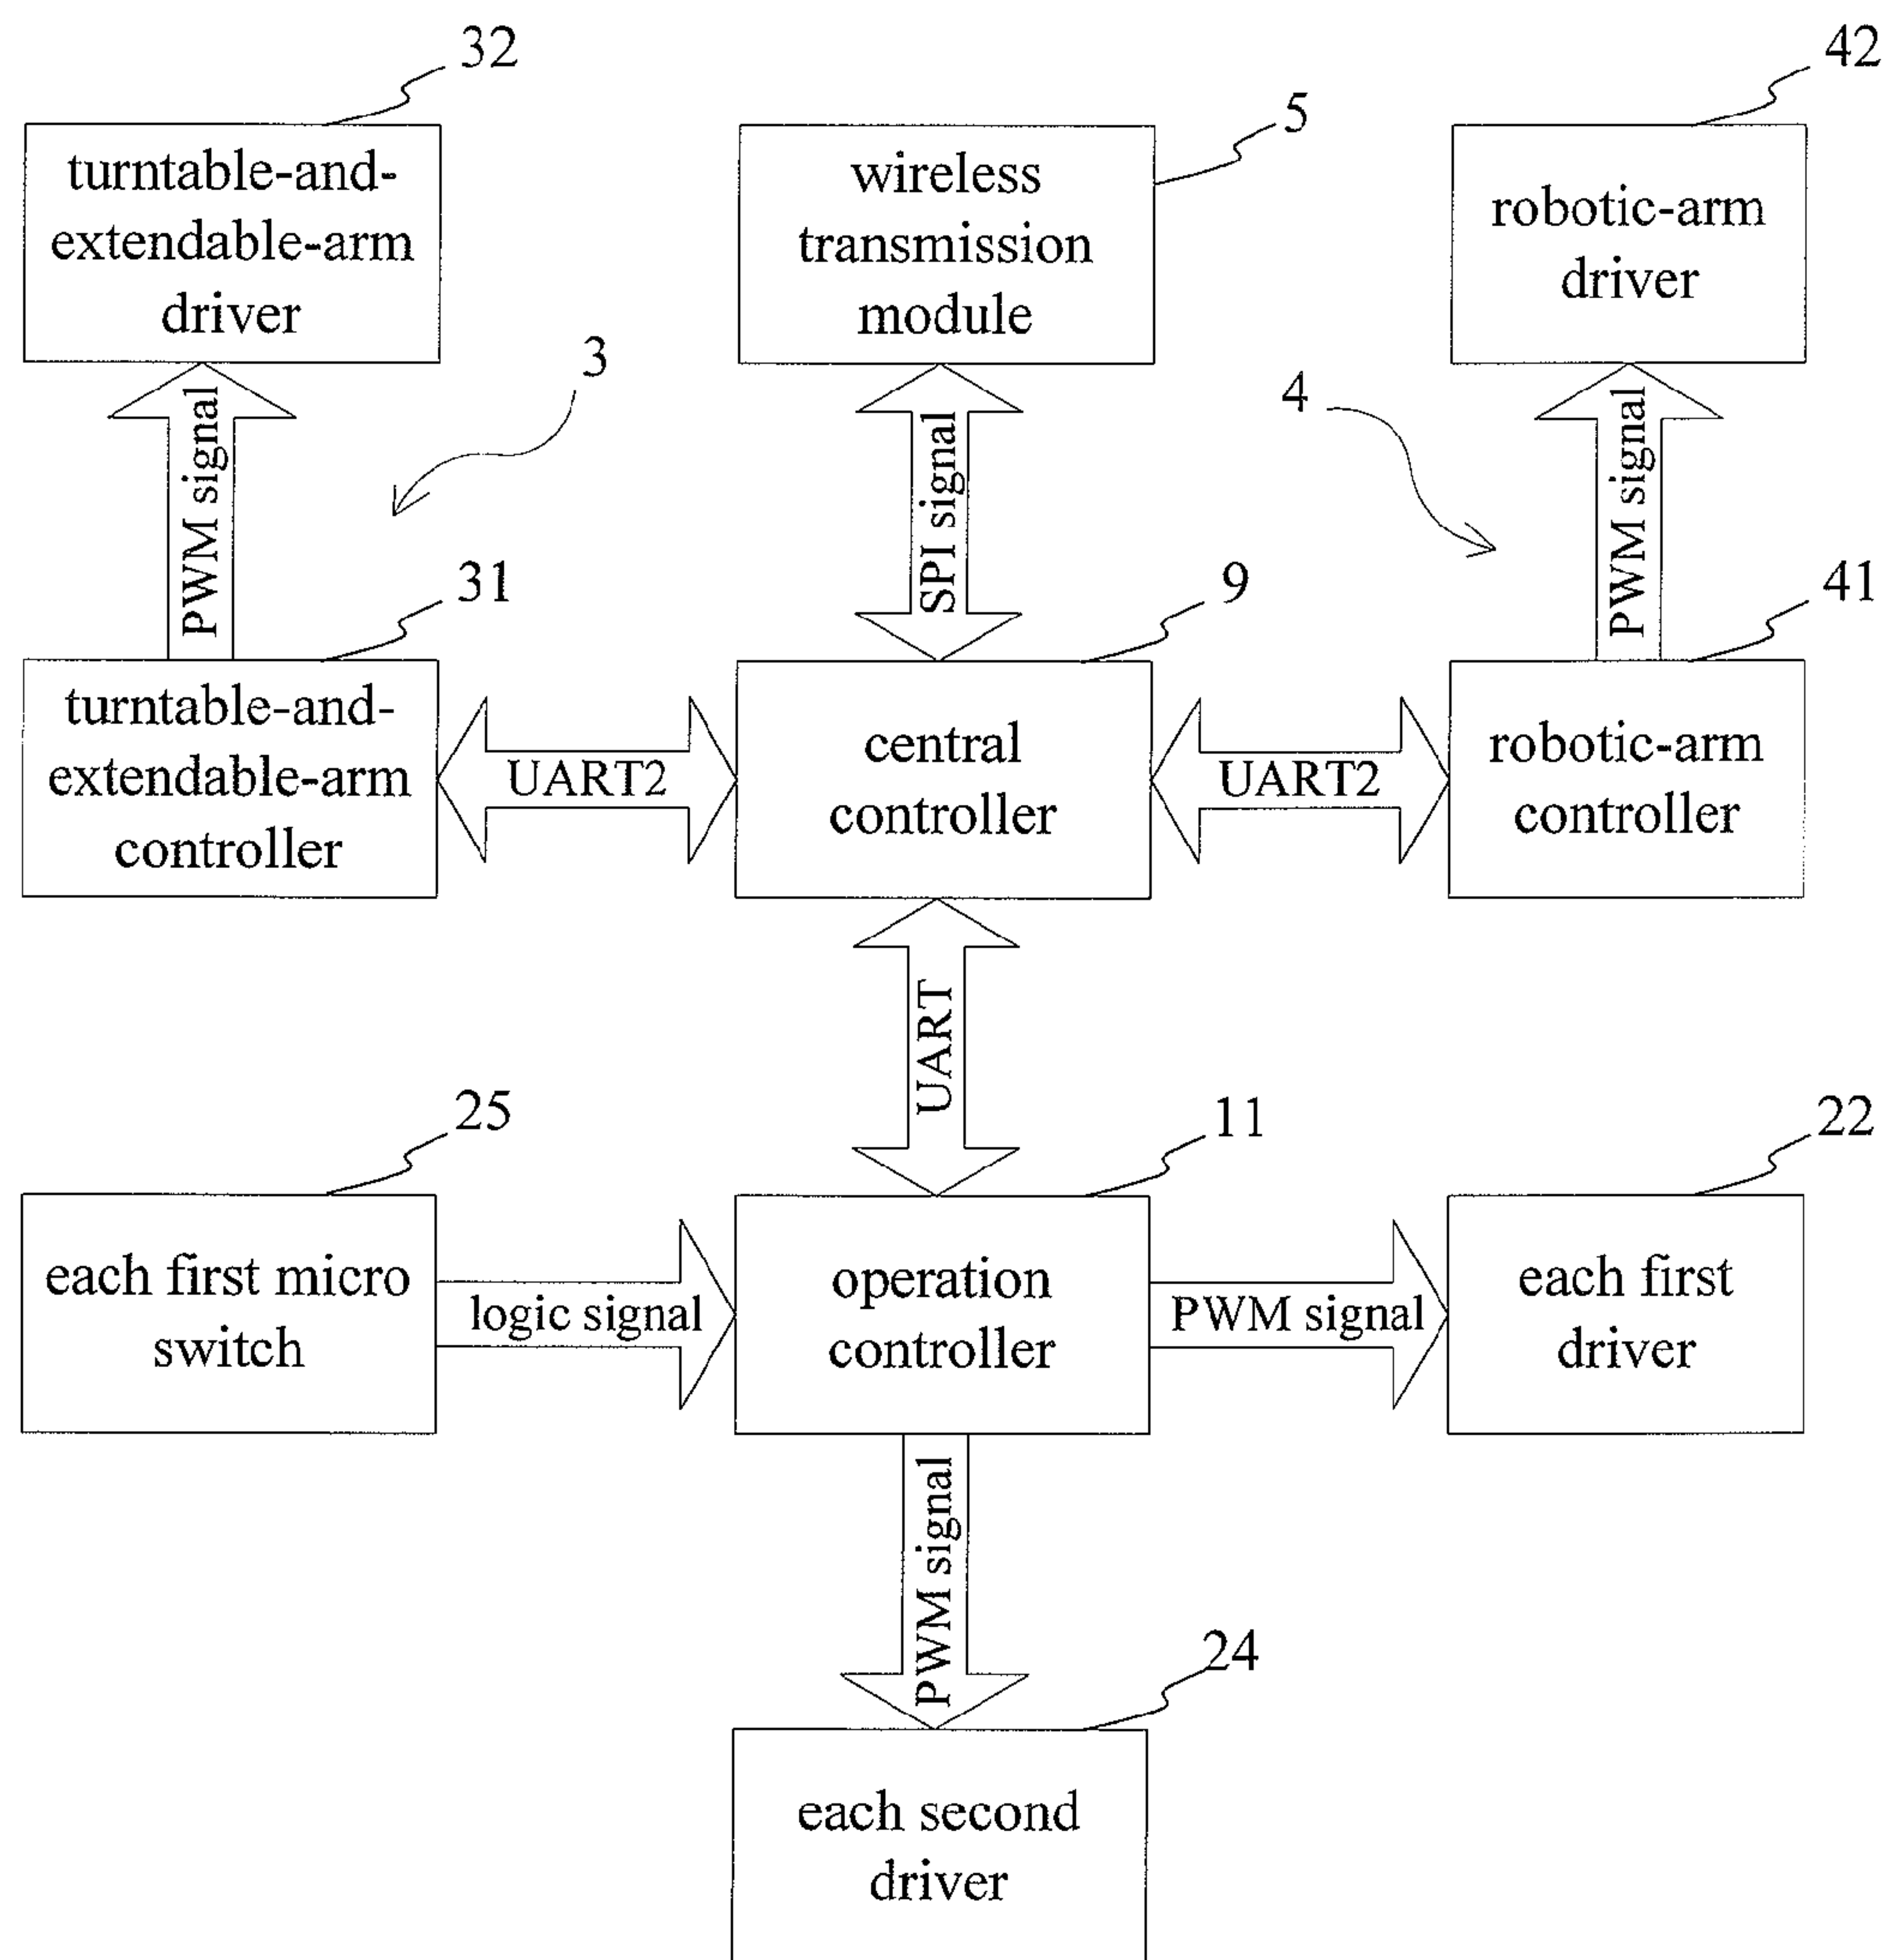 32
42
5
turntable-and-
extendable-arm
driver
wireless
transmission
module
robotic-arm
driver
3
4
PWM signal
SPI signal
PWM signal
31
9
41
turntable-and-
extendable-arm
controller
UART2
central
controller
UART2
robotic-arm
controller
UART
25
11
22
each first micro
switch
logic signal
operation
controller
PWM signal
each first
driver
PWM signal
24
each second
driver